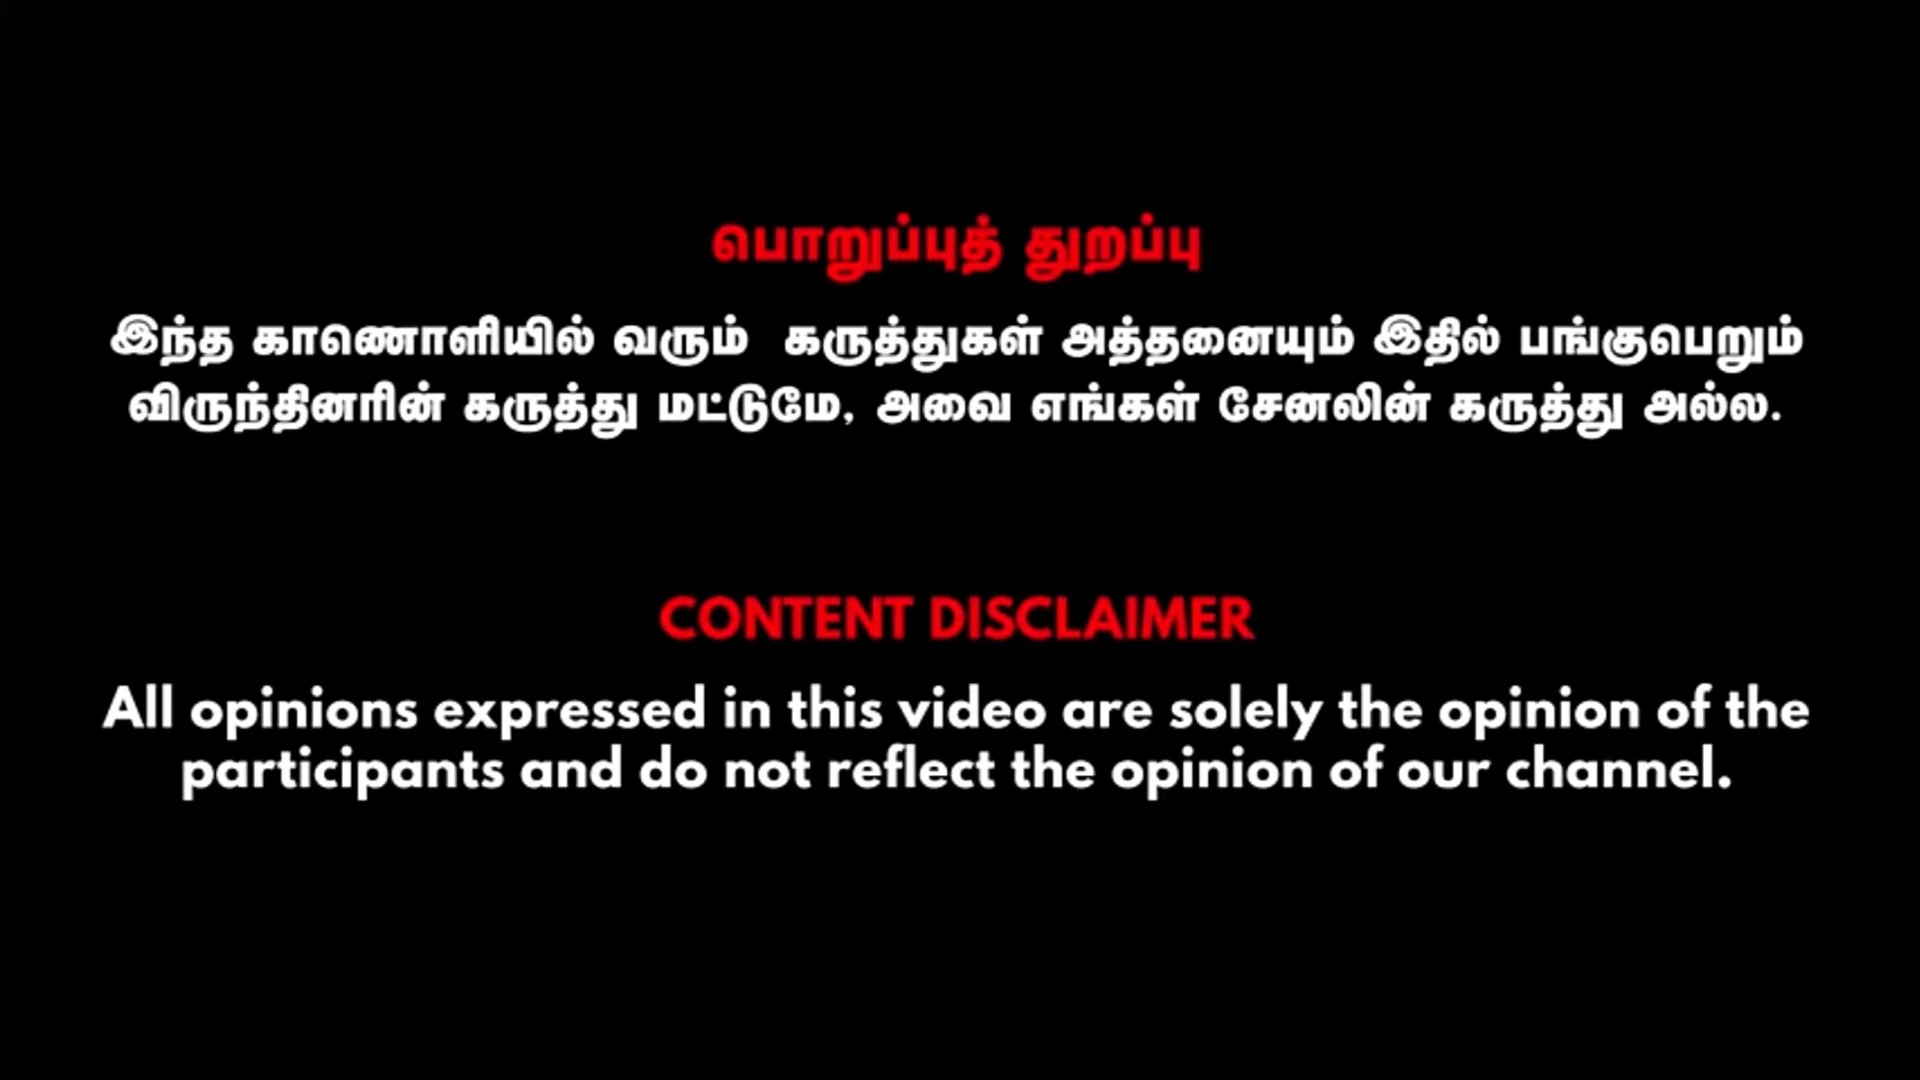 பொறுப்புத் துறப்பு
இந்த காணொளியில் வரும் கருத்துகள் அத்தனையும் இதில் பங்குபெறும்
விருந்தினரின் கருத்து மட்டுமே, அவை எங்கள் சேனலின் கருத்து அல்ல.
CONTENT DISCLAIMER
All opinions expressed in this video are solely the opinion of the
participants and do not reflect the opinion of our channel.